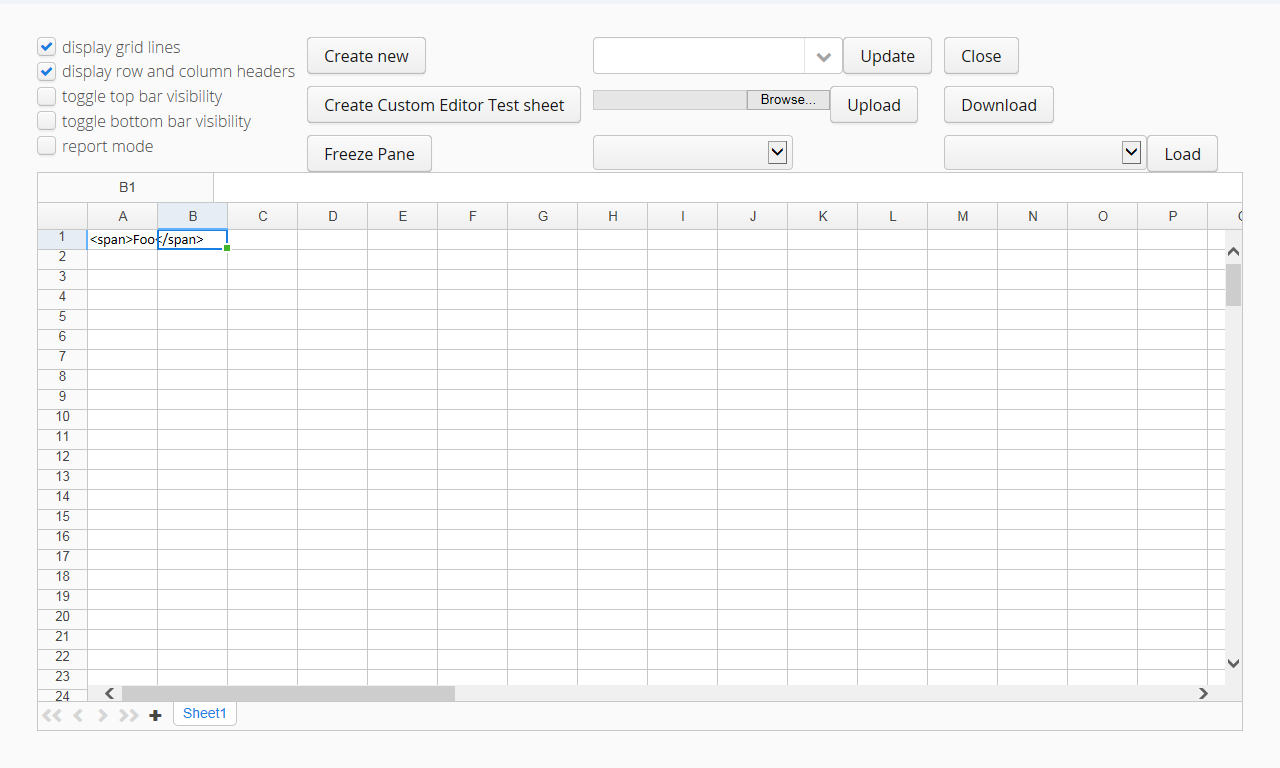 display grid lines
display row and column headers
toggle top bar visibility
toggle bottom bar visibility
report mode
Create new
Update
Close
Create Custom Editor Test sheet
Browse...
Upload
Download
Freeze Pane
Load
B1
A B C D E F G H I J K L M N O P
1 <span>Foo</span>
2
3
4
5
6
7
8
9
10
11
12
13
14
15
16
17
18
19
20
21
22
23
24
Sheet1